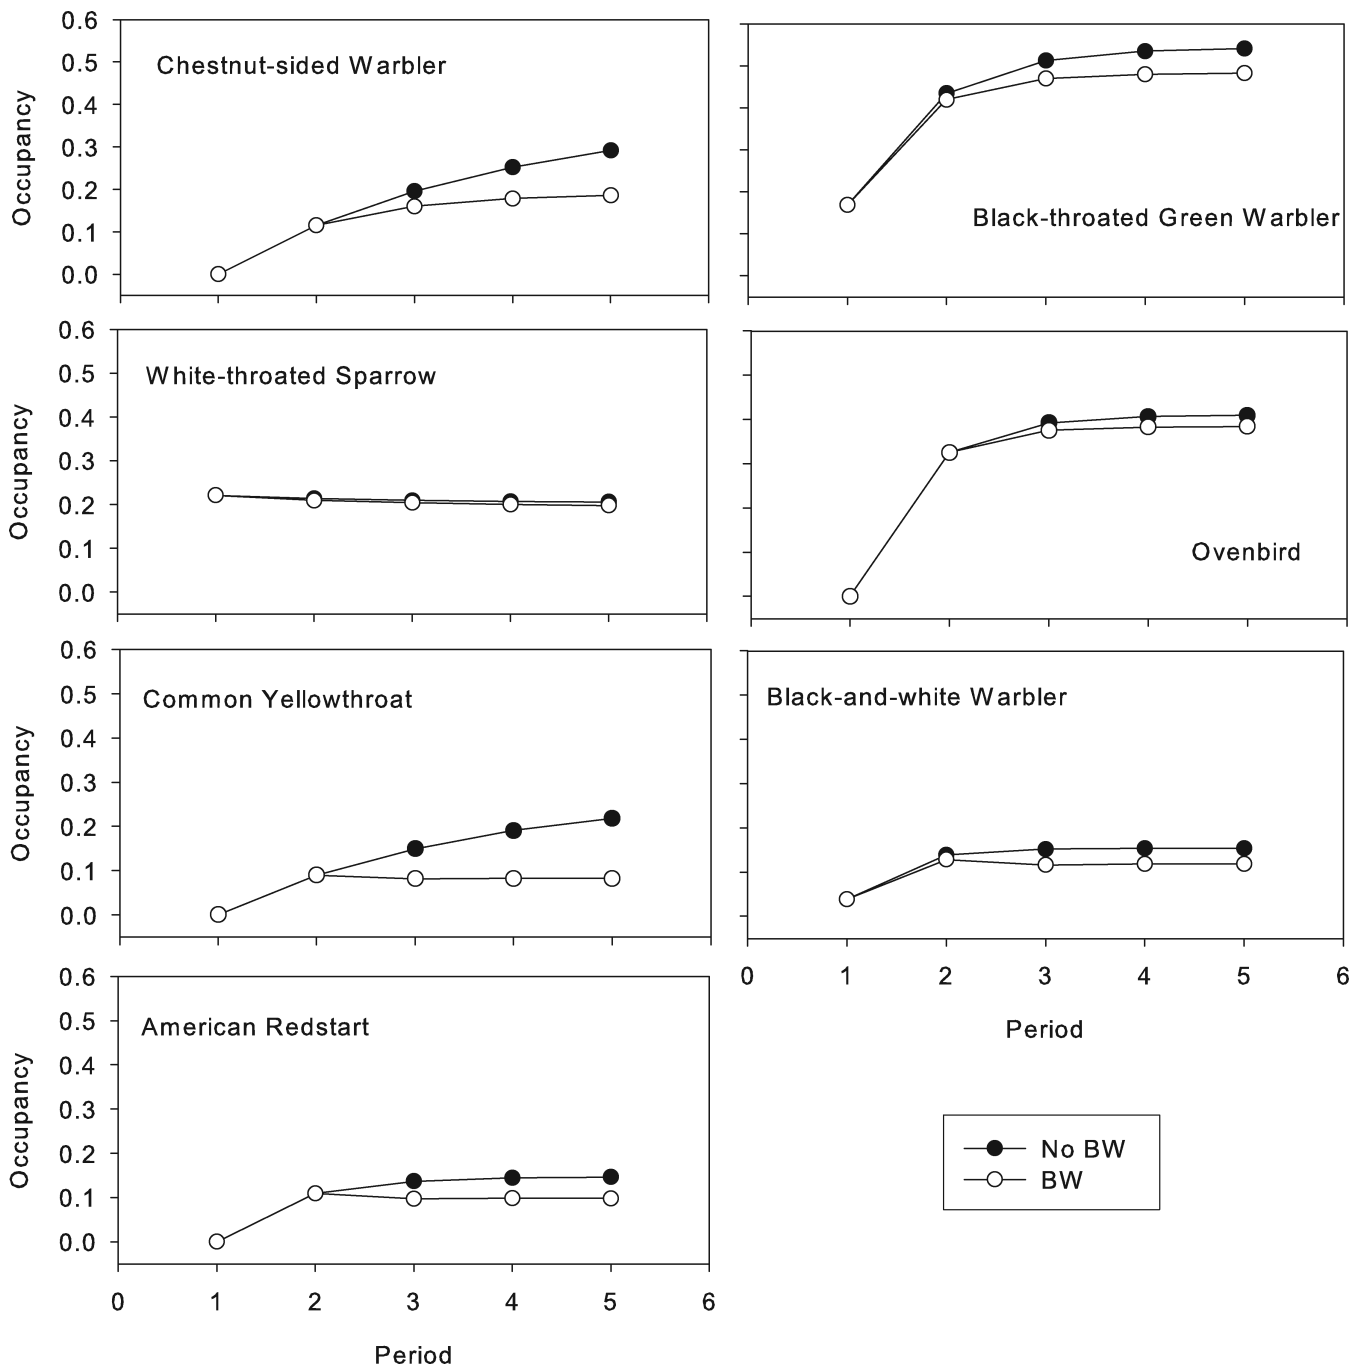 0.6
0.5
0.4
0.3
0.2
0.1
0.0
Occupancy
Chestnut-sided Warbler
Black-throated Green Warbler
0.6
0.5
0.4
0.3
0.2
0.1
0.0
Occupancy
White-throated Sparrow
Ovenbird
0.6
0.5
0.4
0.3
0.2
0.1
0.0
Occupancy
Common Yellowthroat
Black-and-white Warbler
0 1 2 3 4 5 6
Period
0.6
0.5
0.4
0.3
0.2
0.1
0.0
Occupancy
American Redstart
0 1 2 3 4 5 6
Period
No BW
BW